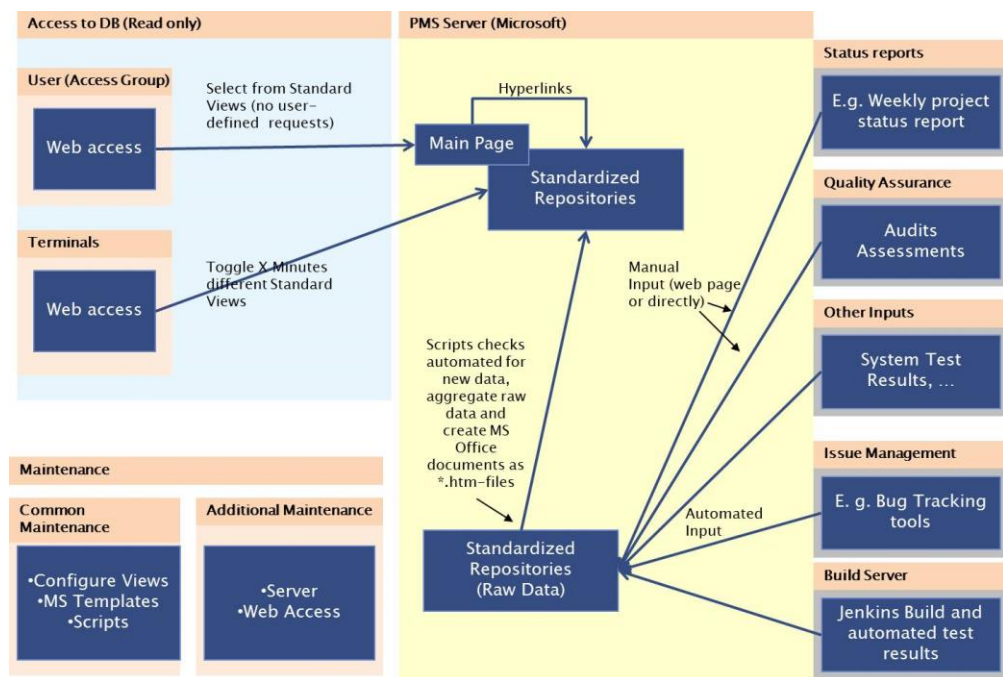 Access to DB (Read only)
User (Access Group)
Web access
Select from Standard
Views (no user-
defined requests)
Terminals
Web access
Toggle X Minutes
different Standard
Views
PMS Server (Microsoft)
Hyperlinks
Main Page
Standardized
Repositories
Manual
Input (web page
or directly)
Scripts checks
automated for
new data,
aggregate raw
data and
create MS
Office
documents as
*.htm-files
Automated
Input
Standardized
Repositories
(Raw Data)
Status reports
E.g. Weekly project
status report
Quality Assurance
Audits
Assessments
Other Inputs
System Test
Results, ...
Issue Management
E. g. Bug Tracking
tools
Build Server
Jenkins Build and
automated test
results
Maintenance
Common
Maintenance
•Configure Views
•MS Templates
•Scripts
Additional Maintenance
•Server
•Web Access